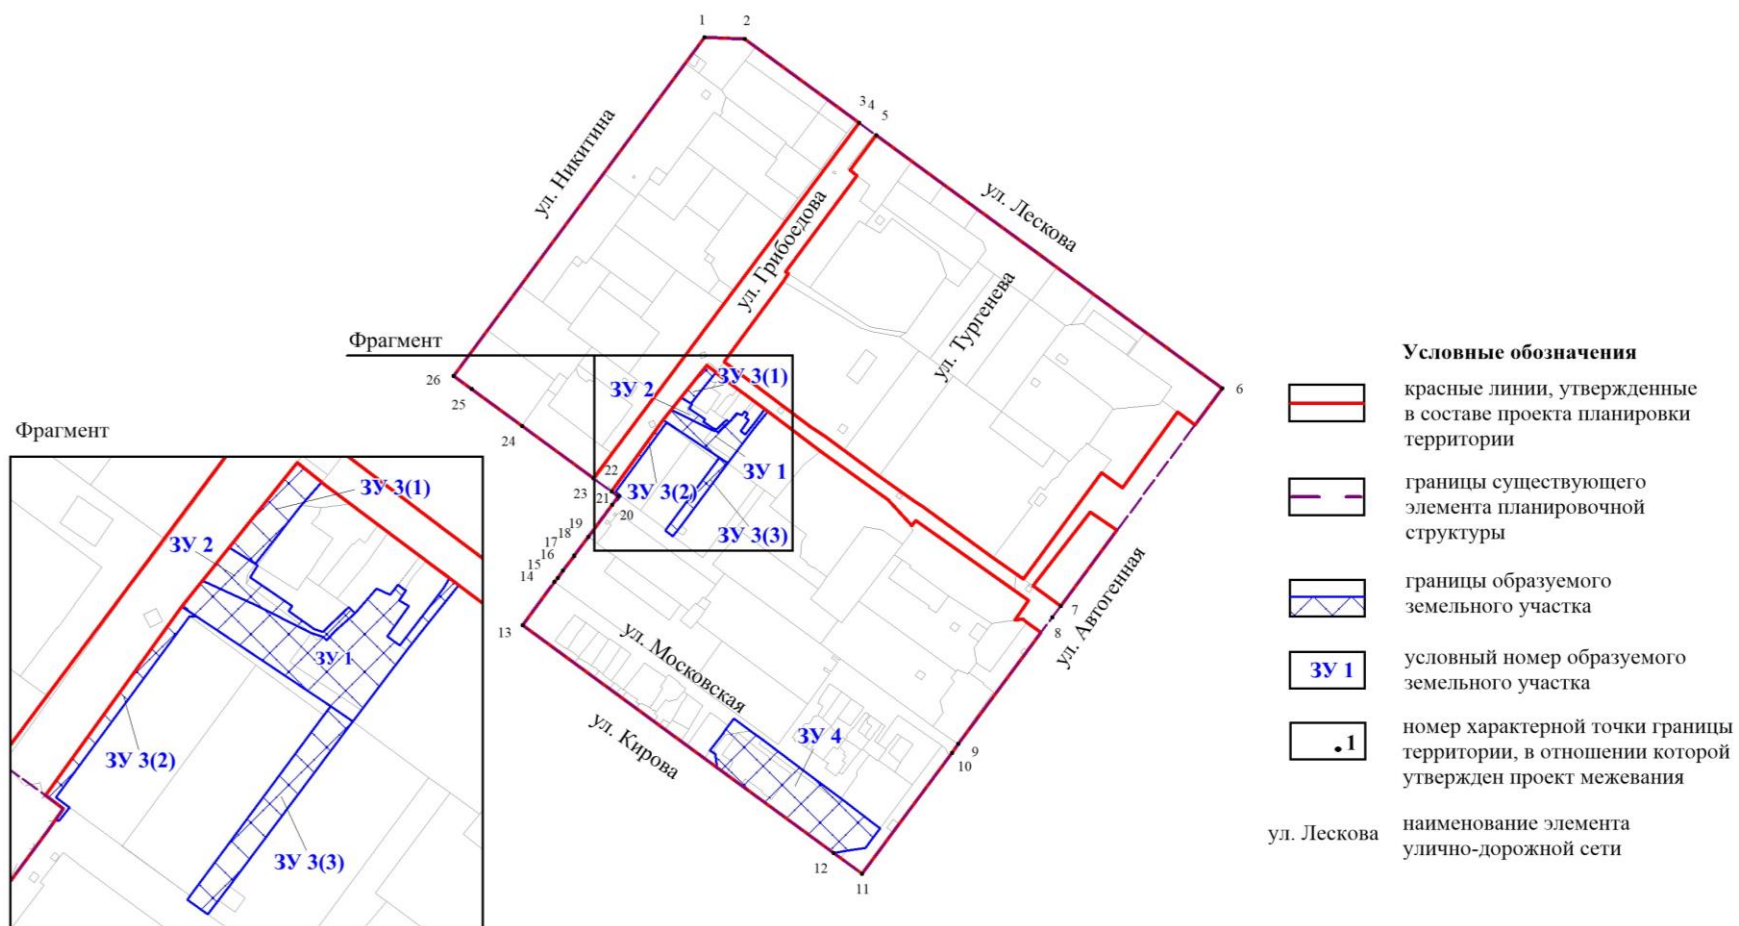 1
2
3
4
5
ул. Никитина
ул. Лескова
ул. Грибоедова
ул. Тургенева
Фрагмент
26
25
24
6
ЗУ 3(1)
ЗУ 2
ЗУ 1
22
23
21
ЗУ 3(2)
20
ЗУ 3(3)
19
18
17
16
15
14
13
7
8
ул. Автогенная
ул. Московская
ул. Кирова
ЗУ 4
9
10
12
11
Фрагмент
ЗУ 3(1)
ЗУ 2
ЗУ 1
ЗУ 3(2)
ЗУ 3(3)
Условные обозначения
красные линии, утвержденные
в составе проекта планировки
территории
границы существующего
элемента планировочной
структуры
границы образуемого
земельного участка
ЗУ 1
условный номер образуемого
земельного участка
.1
номер характерной точки границы
территории, в отношении которой
утвержден проект межевания
ул. Лескова
наименование элемента
улично-дорожной сети